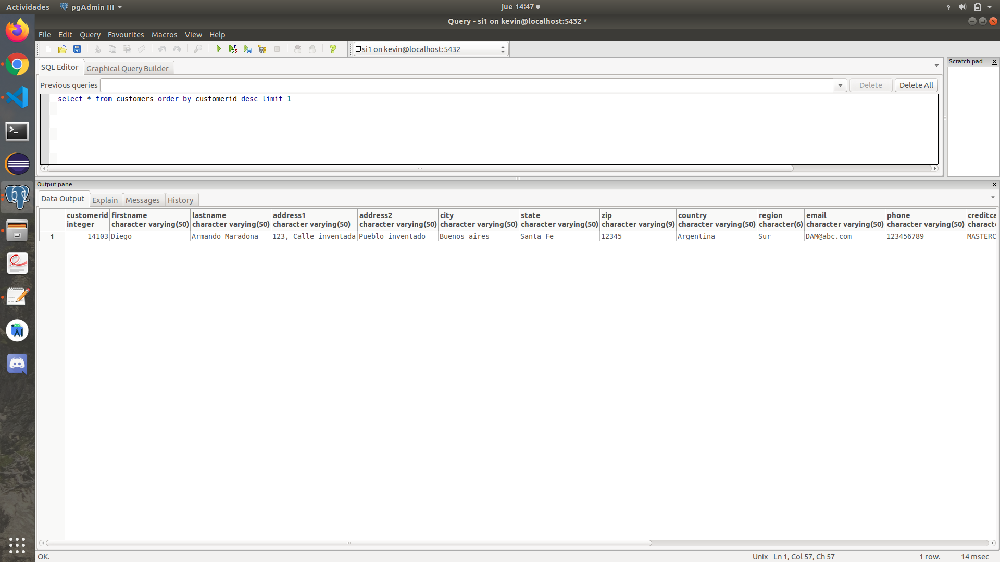 Actividades pgAdmin III jue 14:47 ?
Query - si1 on kevin@localhost:5432 *
File Edit Query Favourites Macros View Help
si1 on kevin@localhost:5432
SQL Editor Graphical Query Builder
Scratch pad
Previous queries Delete Delete All
select * from customers order by customerid desc limit 1
Output pane
Data Output Explain Messages History
customerid firstname lastname address1 address2 city state zip country region email phone creditca
integer character varying(50) character varying(50) character varying(50) character varying(50) character varying(50) character varying(50) character varying(9) character varying(50) character(6) character varying(50) character varying(50) charact
1 14103 Diego Armando Maradona 123, Calle inventada Pueblo inventado Buenos aires Santa Fe 12345 Argentina Sur DAM@abc.com 123456789 MASTERC
OK. Unix Ln 1, Col 57, Ch 57 1 row. 14 msec